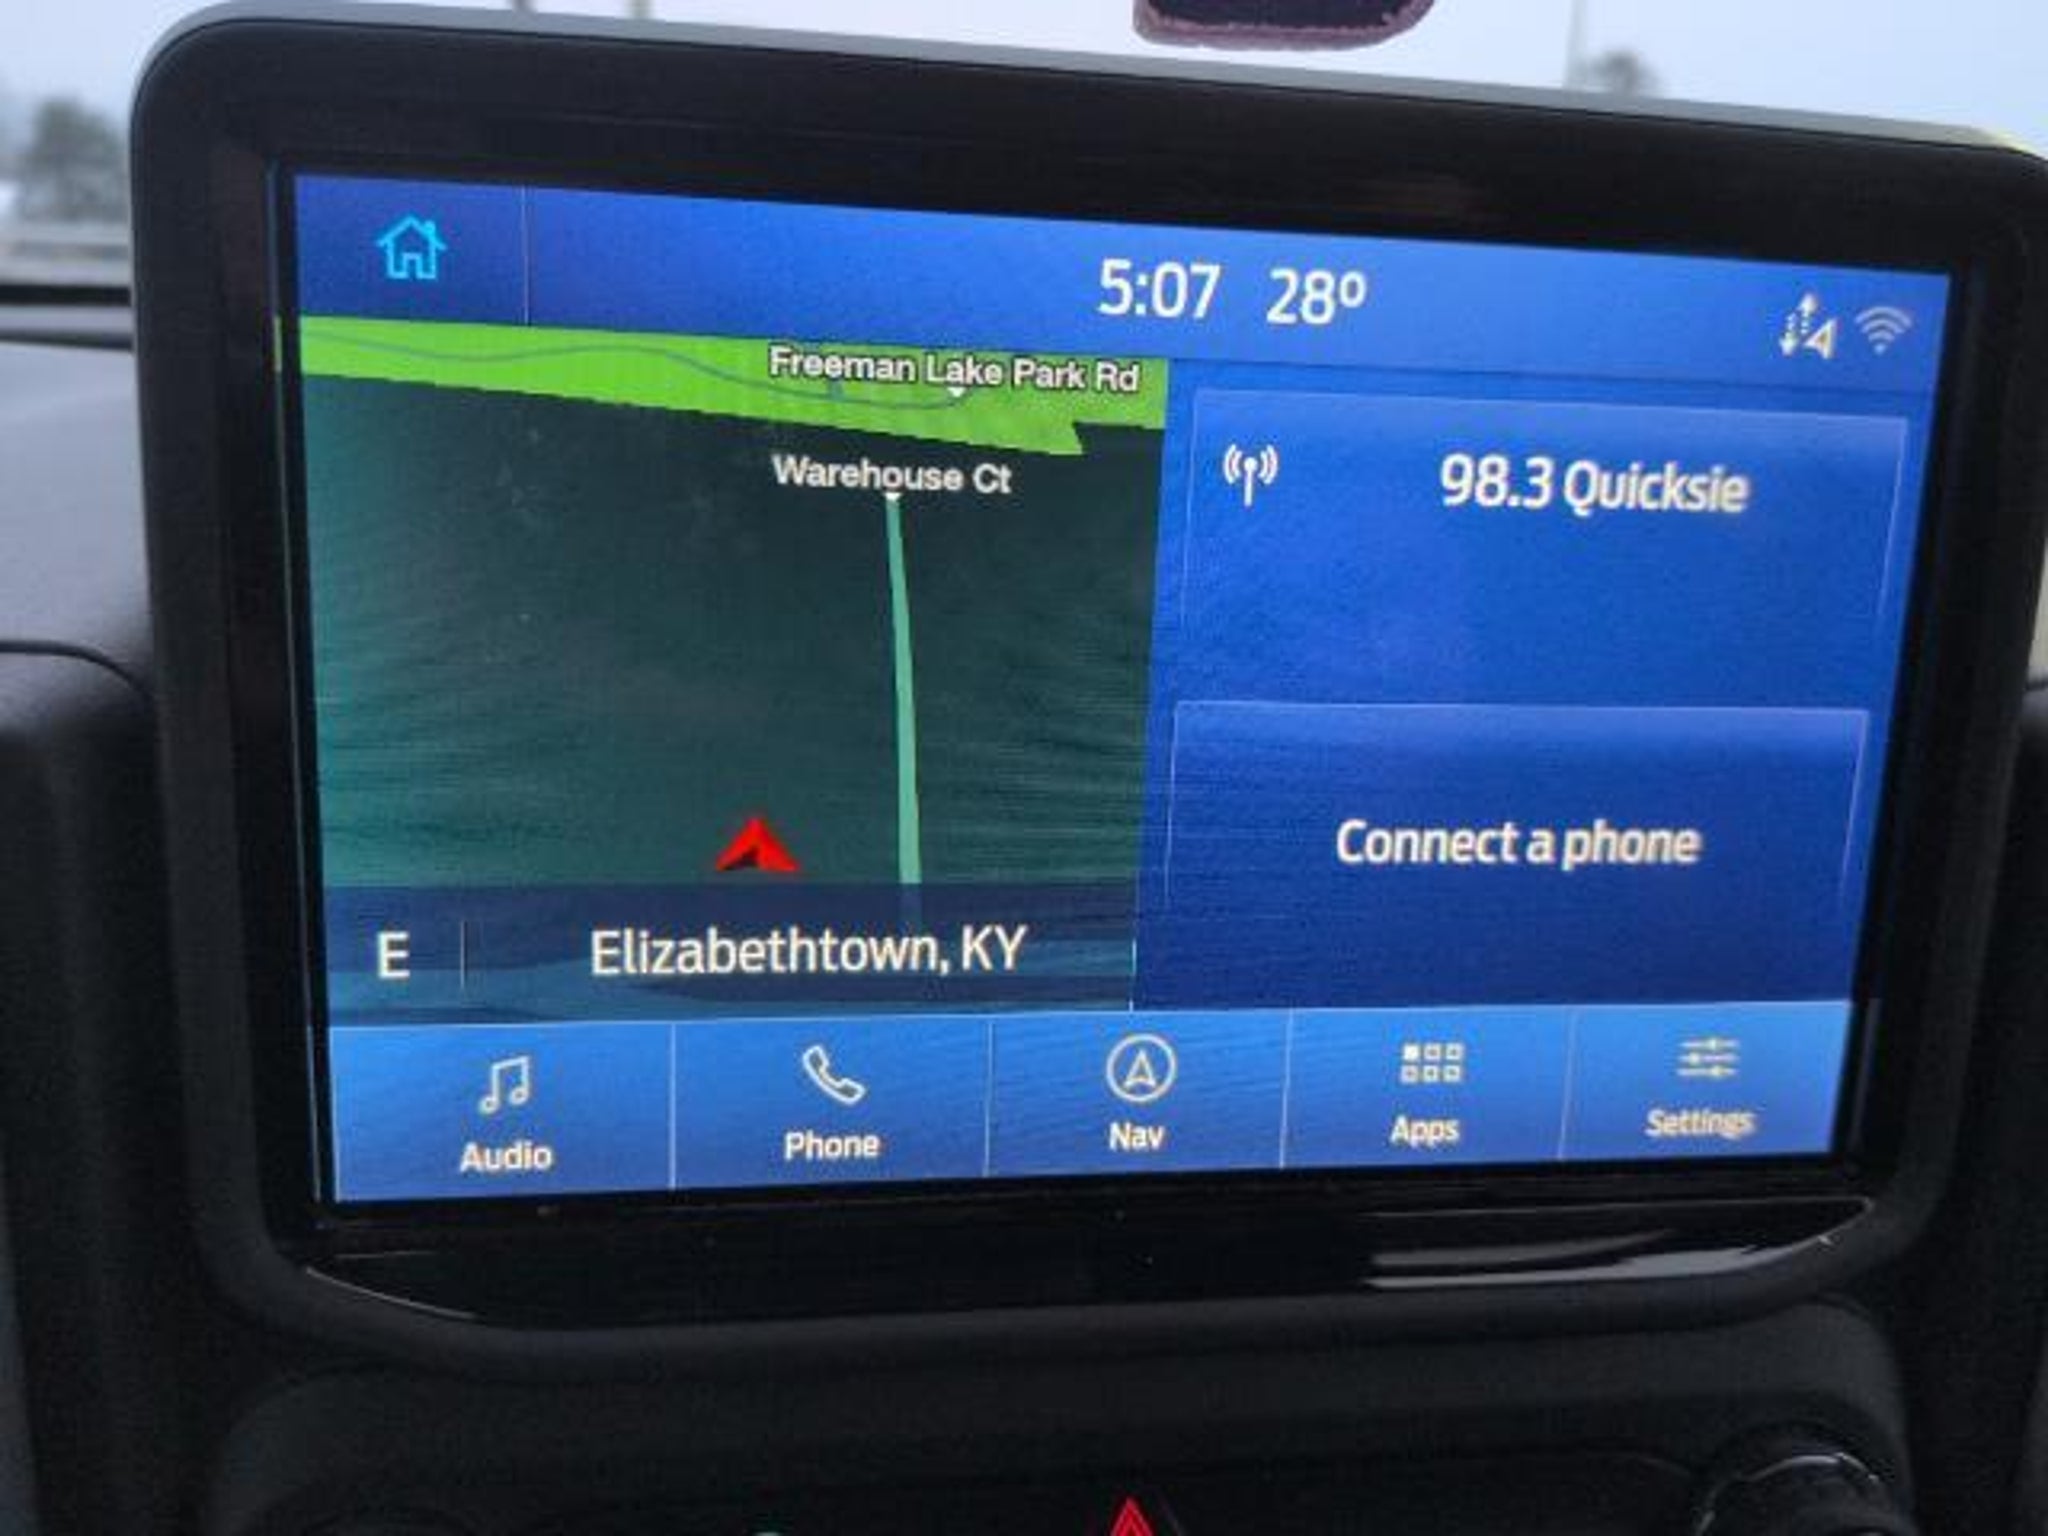 5:07 28º
Freeman Lake Park Rd
Warehouse Ct
98.3 Quicksie
Connect a phone
E
Elizabethtown, KY
Audio
Phone
Nav
Apps
Settings